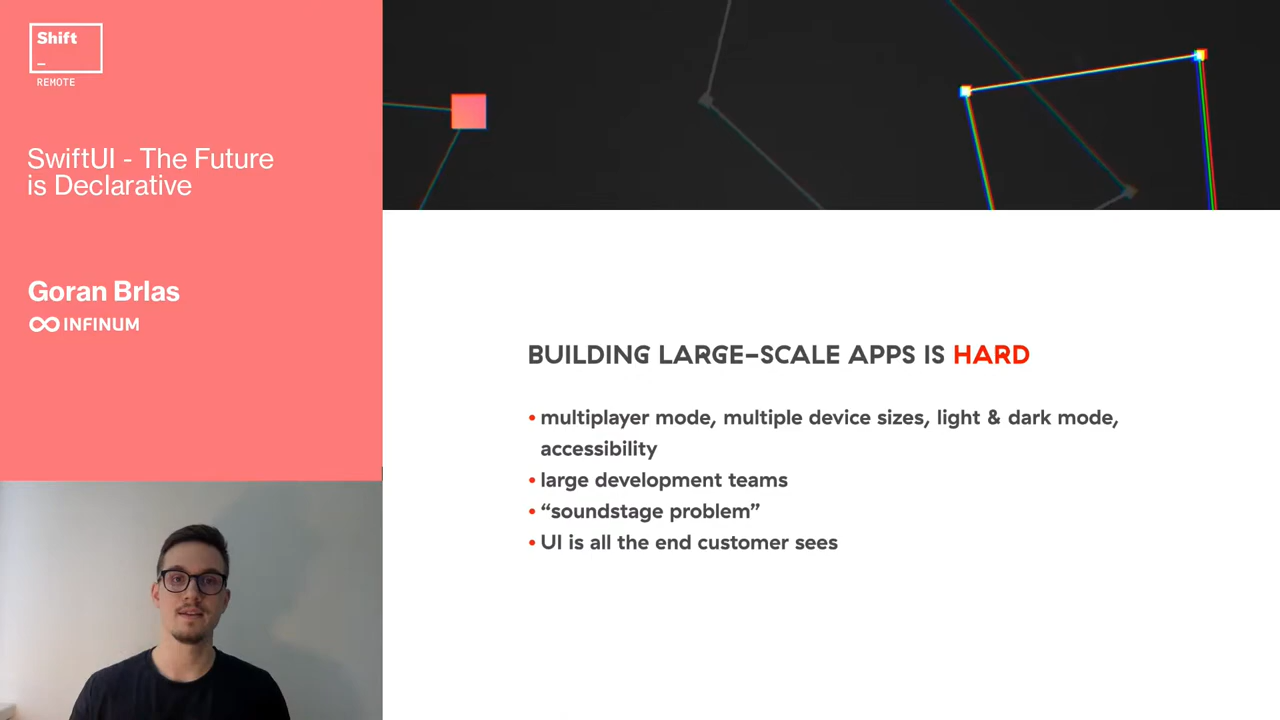 Shift
_
REMOTE
SwiftUI - The Future
is Declarative
Goran Brlas
INFINUM
BUILDING LARGE-SCALE APPS IS HARD
• multiplayer mode, multiple device sizes, light & dark mode,
accessibility
• large development teams
• “soundstage problem”
• UI is all the end customer sees